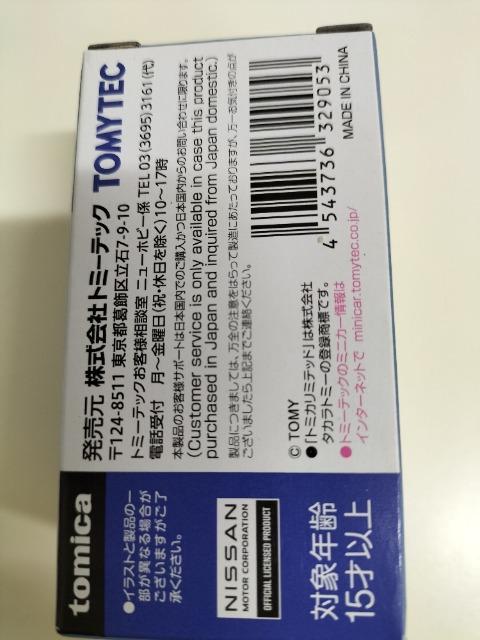 発売元 株式会社トミーテック TOMYTEC
〒124-8511 東京都葛飾区立石7-9-10
トミーテックお客様相談室 ニューホビー係 TEL 03(3695)3161(代)
電話受付 月〜金曜日(祝・休日を除く)10〜17時
本製品のお客様サポートは日本国内でのご購入かつ日本国内からのお問い合わせに限ります。
(Customer service is only available in case this product
purchased in Japan and inquired from Japan domestic.)
製品につきましては、万全の注意をはらって製造にあたっておりますが、万一お気付きの点が
ございましたら上記までご連絡ください。
© TOMY
●「トミカリミテッド」は株式会社
タカラトミーの登録商標です。
●トミーテックのミニカー情報は
インターネットで minicar.tomytec.co.jp/
4 543736 329053
MADE IN CHINA
tomica
●イラストと製品の一
部が異なる場合が
ございますがご了
承ください。
NISSAN
MOTOR CORPORATION
OFFICIAL LICENSED PRODUCT
対象年齢
15才以上